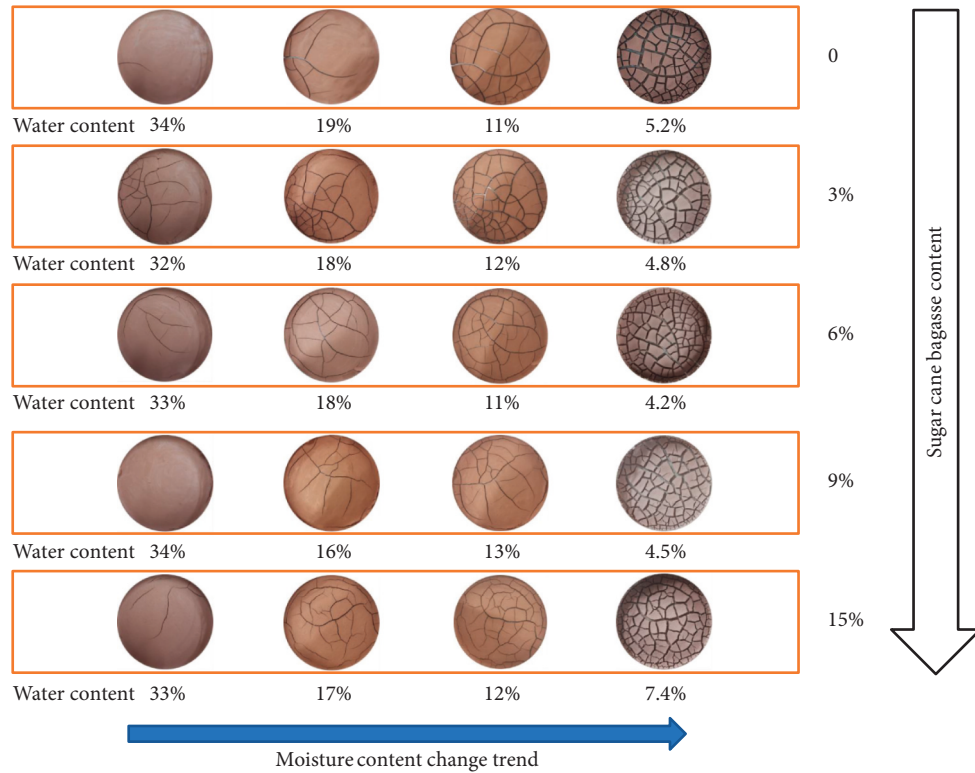 0
Water content 34% 19% 11% 5.2%
3%
Water content 32% 18% 12% 4.8%
6%
Water content 33% 18% 11% 4.2%
9%
Water content 34% 16% 13% 4.5%
15%
Water content 33% 17% 12% 7.4%
Moisture content change trend
Sugar cane bagasse content